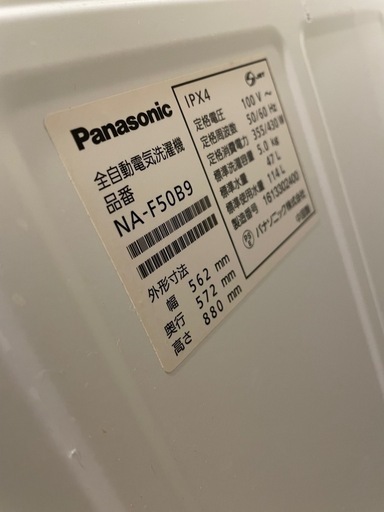 Panasonic
全自動電気洗濯機
品番
NA-F50B9
外形寸法
幅 562 mm
奥行 572 mm
高さ 880 mm
IPX4
定格電圧 100 V ~
定格周波数 50/60 Hz
定格消費電力 355/430 W
標準洗濯容量 5.0 kg
標準水量 47 L
標準使用水量 114 L
製造番号 1613302400
パナソニック株式会社